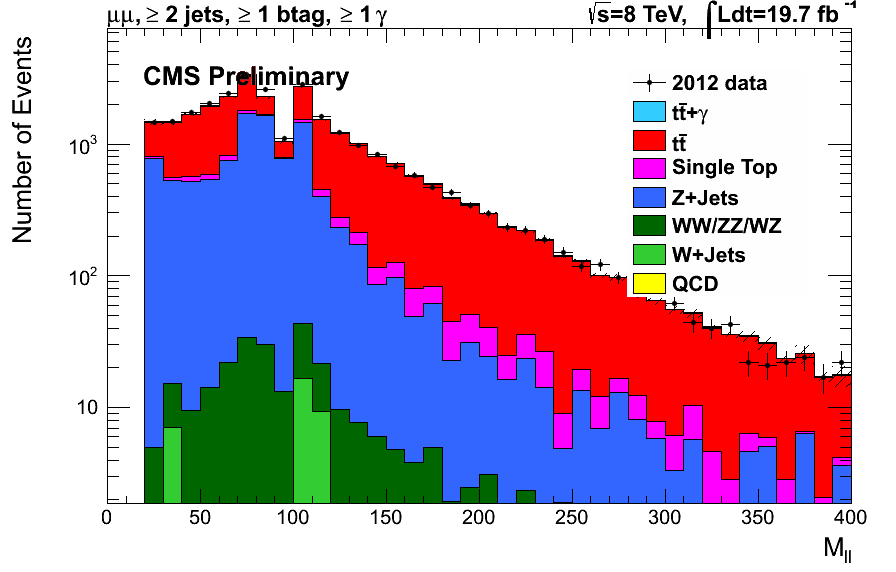 μμ, ≥ 2 jets, ≥ 1 btag, ≥ 1 γ
√s=8 TeV, ∫Ldt=19.7 fb⁻¹
CMS Preliminary
2012 data
tt̄+γ
tt̄
Single Top
Z+Jets
WW/ZZ/WZ
W+Jets
QCD
Number of Events
10³
10²
10
0 50 100 150 200 250 300 350 400
M_ll